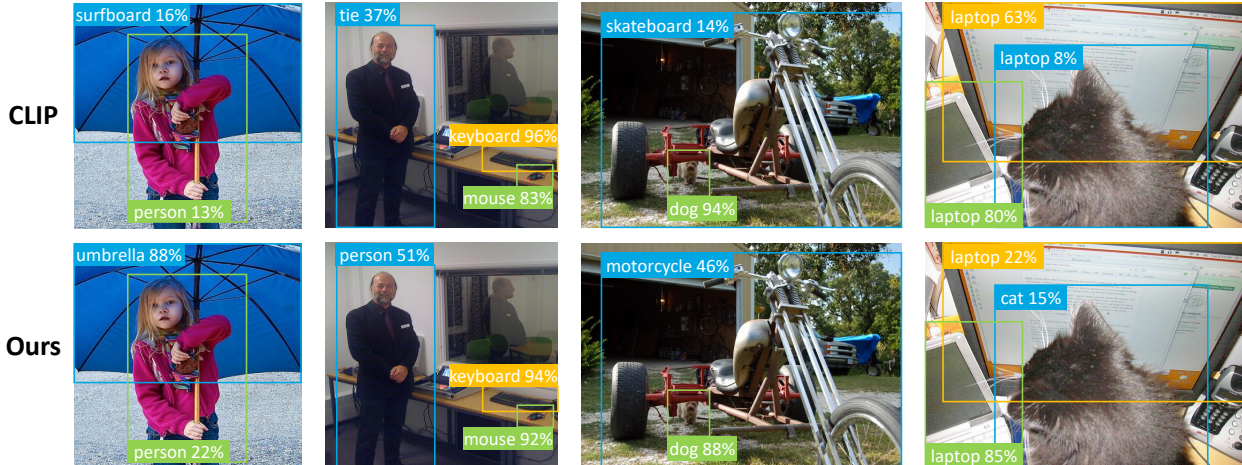 surfboard 16%
tie 37%
skateboard 14%
laptop 63%
laptop 8%
CLIP
keyboard 96%
mouse 83%
dog 94%
person 13%
laptop 80%
umbrella 88%
person 51%
motorcycle 46%
laptop 22%
cat 15%
Ours
keyboard 94%
mouse 92%
dog 88%
person 22%
laptop 85%